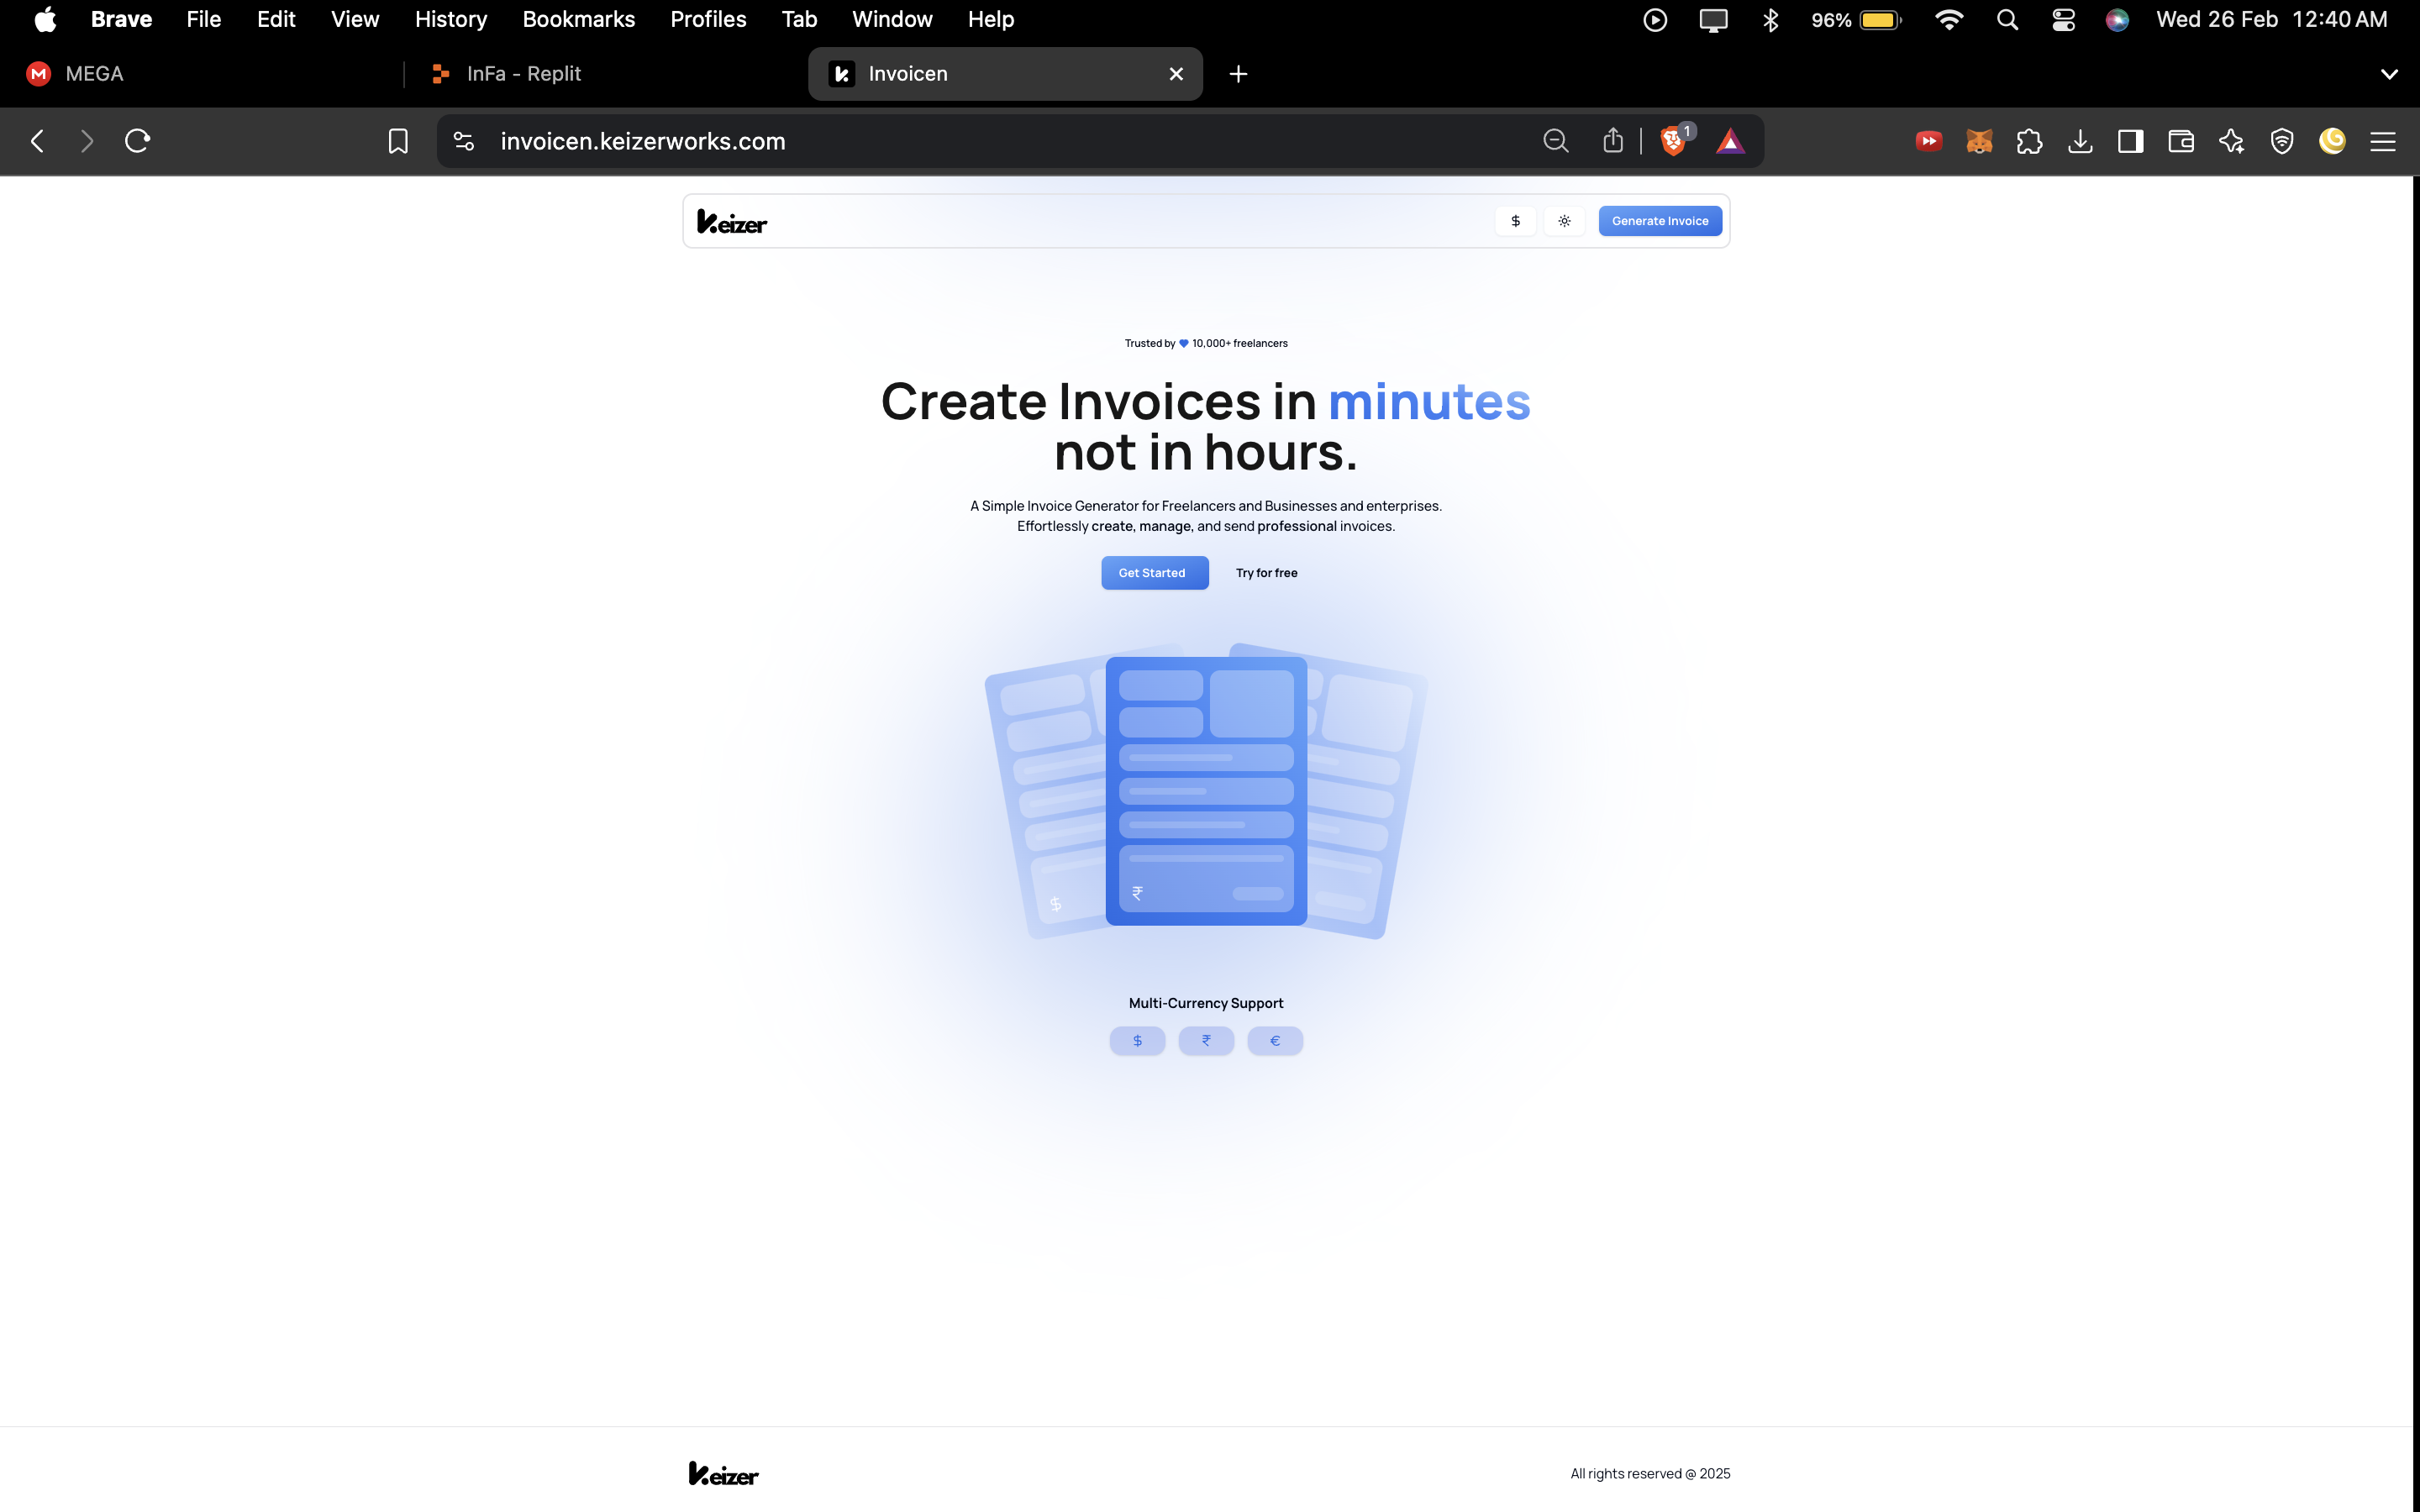 Brave File Edit View History Bookmarks Profiles Tab Window Help 96% Wed 26 Feb 12:40 AM
MEGA InFa - Replit Invoicen
invoicen.keizerworks.com 1
Keizer $ Generate Invoice
Trusted by 10,000+ freelancers
Create Invoices in minutes
not in hours.
A Simple Invoice Generator for Freelancers and Businesses and enterprises.
Effortlessly create, manage, and send professional invoices.
Get Started Try for free
$ ₹
Multi-Currency Support
$ ₹ €
Keizer All rights reserved @ 2025